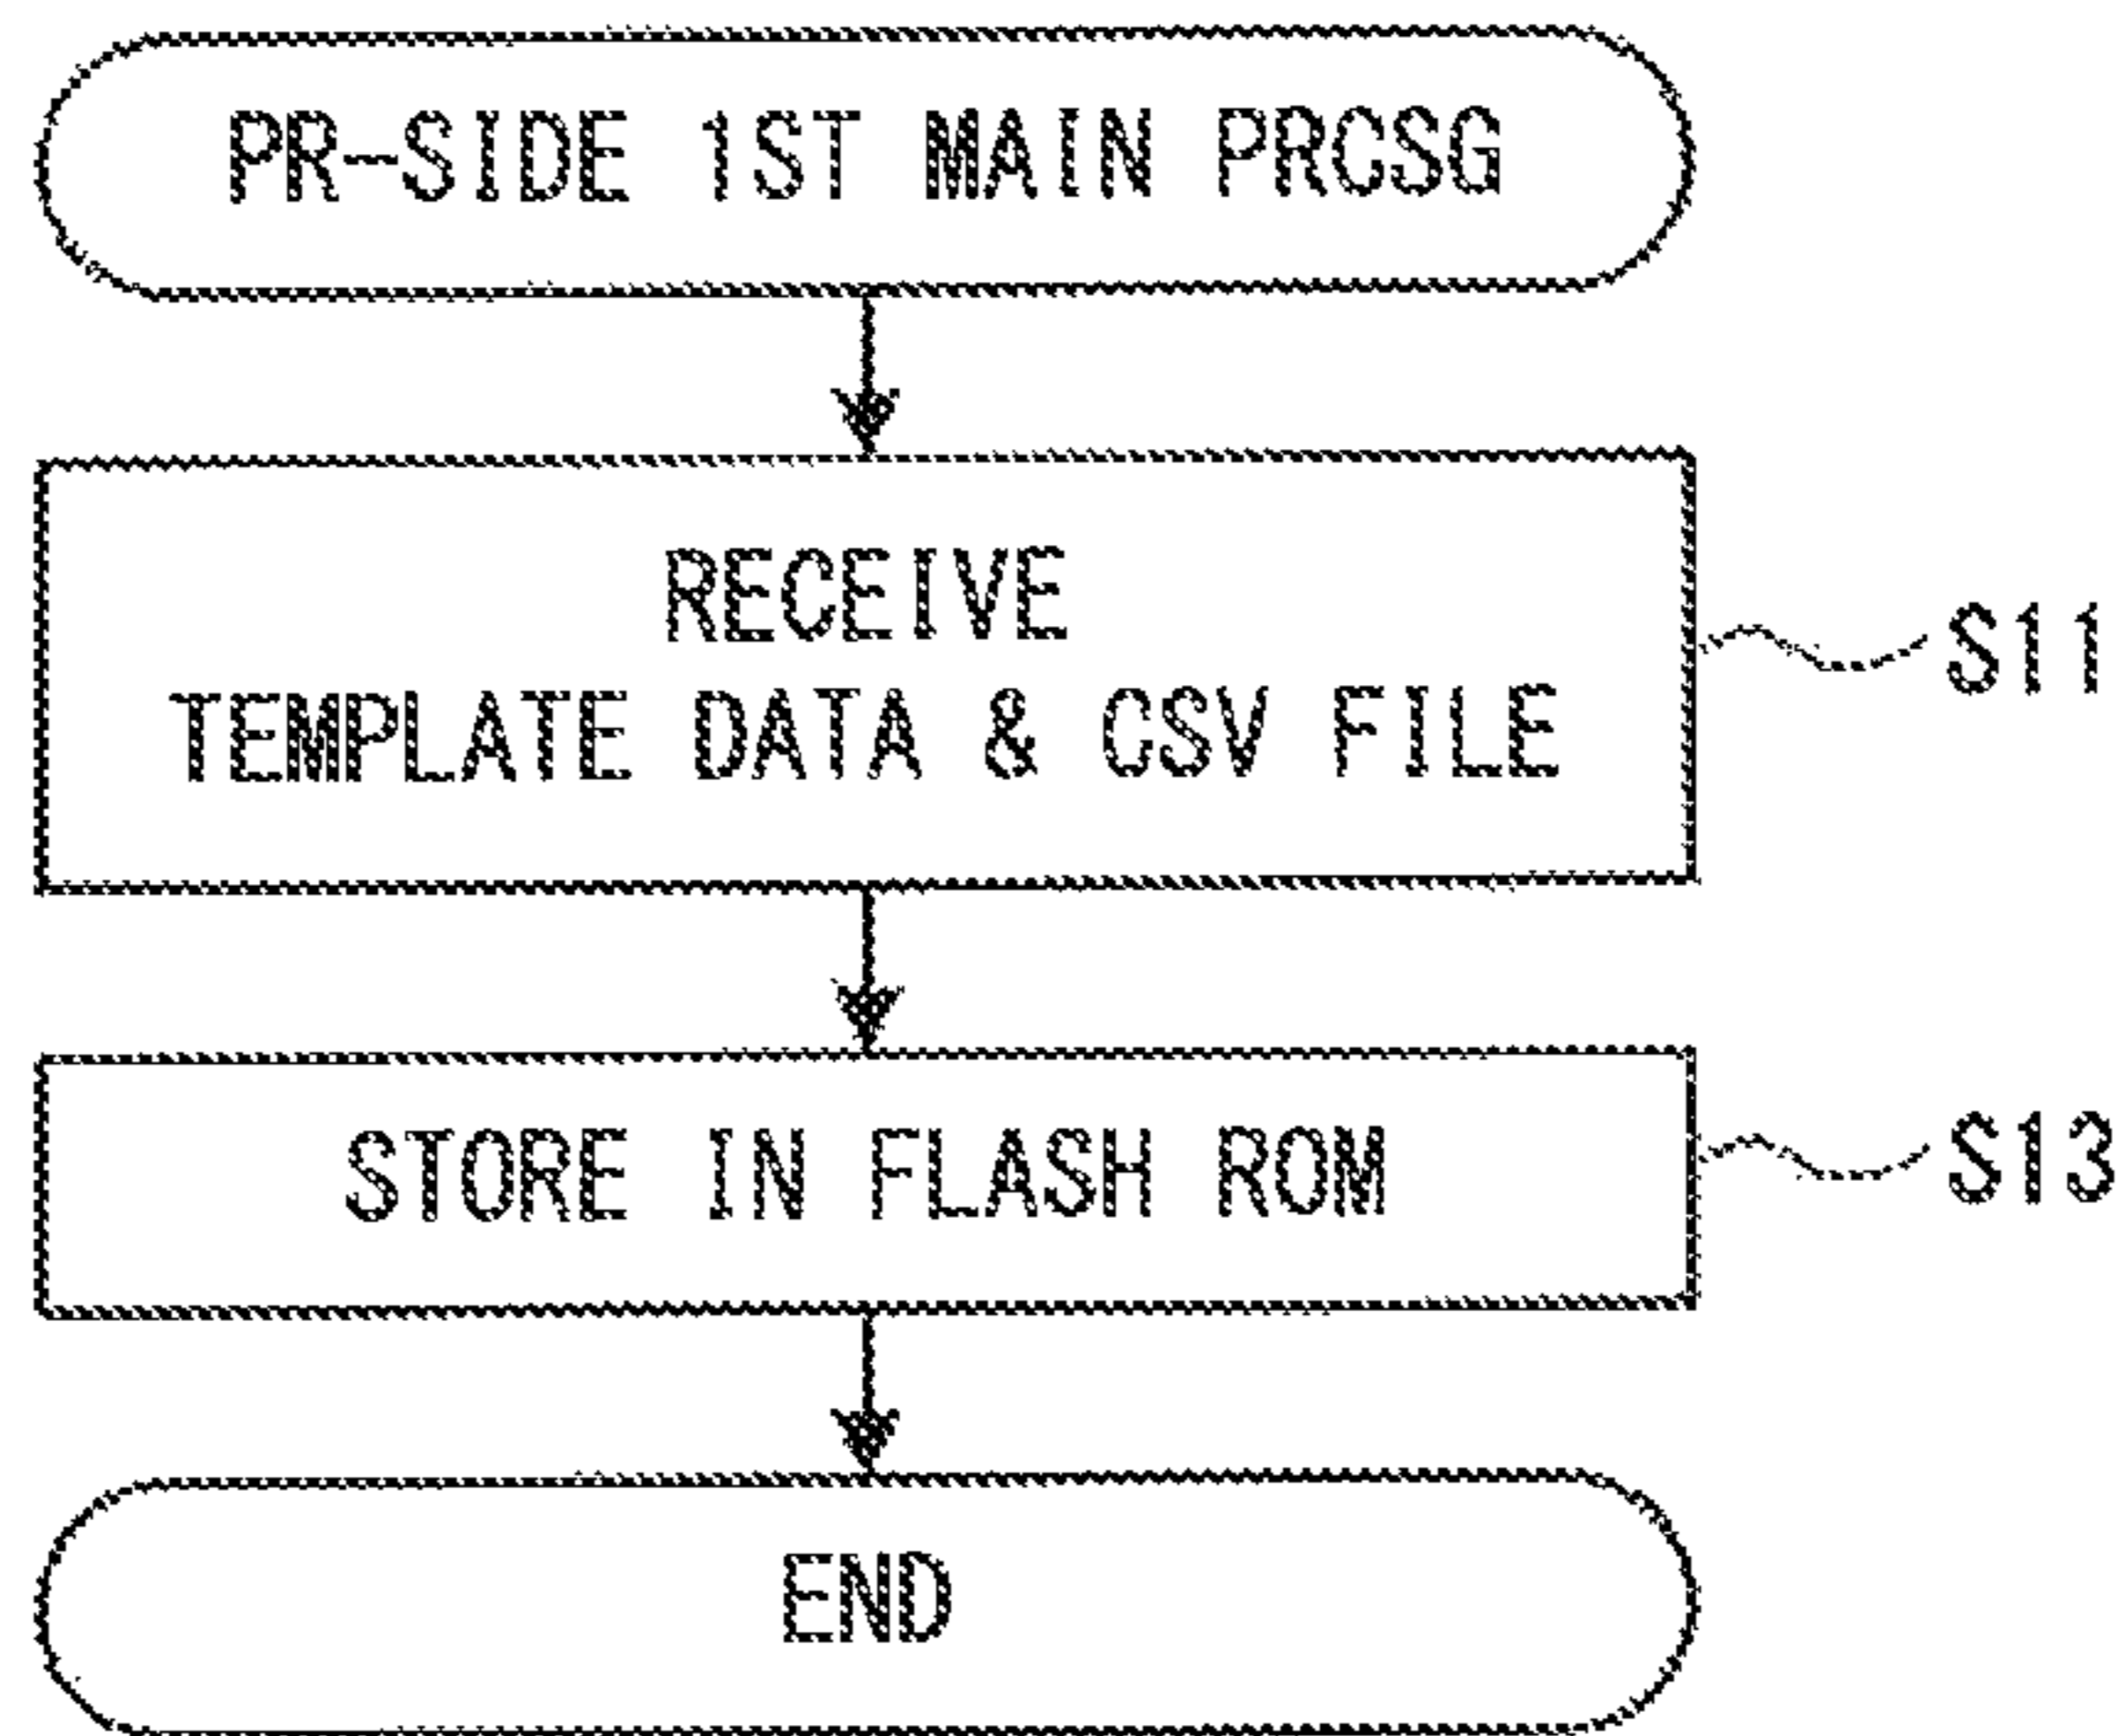 PR-SIDE 1ST MAIN PRCSG
RECEIVE
TEMPLATE DATA & CSV FILE
S11
STORE IN FLASH ROM
S13
END